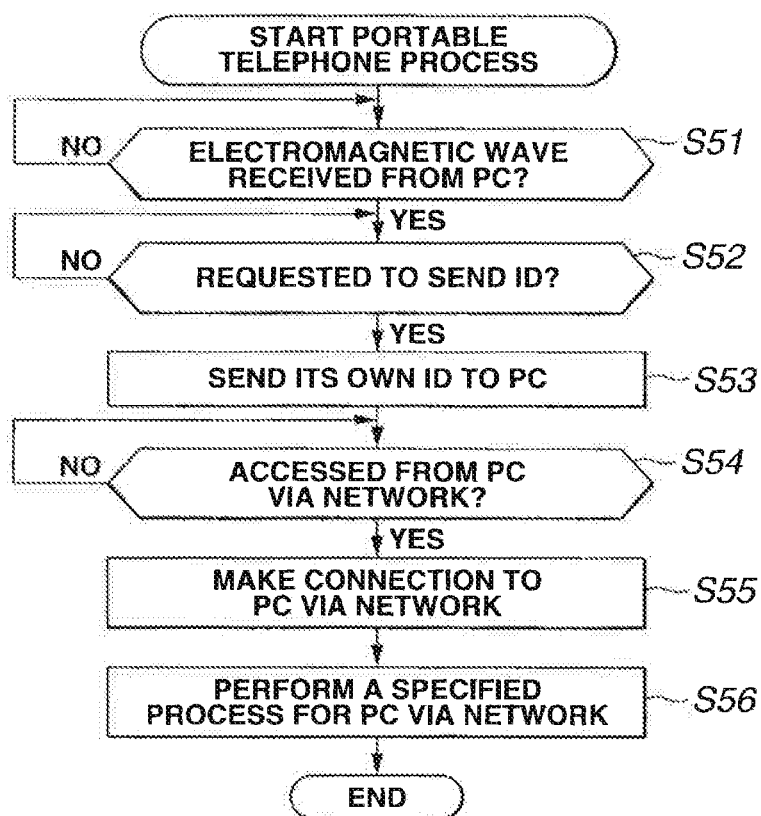 START PORTABLE
TELEPHONE PROCESS
NO
ELECTROMAGNETIC WAVE
RECEIVED FROM PC?
S51
YES
NO
REQUESTED TO SEND ID?
S52
YES
SEND ITS OWN ID TO PC
S53
NO
ACCESSED FROM PC
VIA NETWORK?
S54
YES
MAKE CONNECTION TO
PC VIA NETWORK
S55
PERFORM A SPECIFIED
PROCESS FOR PC VIA NETWORK
S56
END